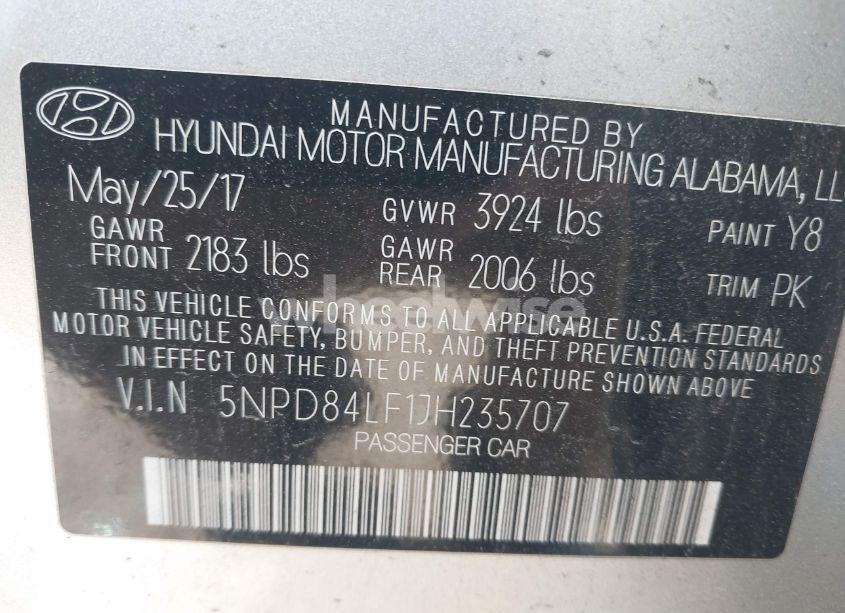 MANUFACTURED BY
HYUNDAI MOTOR MANUFACTURING ALABAMA, LL
May/25/17 GVWR 3924 lbs PAINT Y8
GAWR FRONT 2183 lbs GAWR REAR 2006 lbs TRIM PK
THIS VEHICLE CONFORMS TO ALL APPLICABLE U.S.A. FEDERAL
MOTOR VEHICLE SAFETY, BUMPER, AND THEFT PREVENTION STANDARDS
IN EFFECT ON THE DATE OF MANUFACTURE SHOWN ABOVE
V.I.N 5NPD84LF1JH235707
PASSENGER CAR